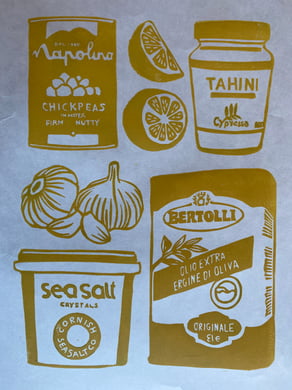 Napolina
CHICKPEAS
IN WATER
FIRM NUTTY
TAHINI
Cypressa
BERTOLLI
OLIO EXTRA
ERGINE DI OLIVA
ORIGINALE
sea salt
CRYSTALS
CORNISH
SEA SALT CO